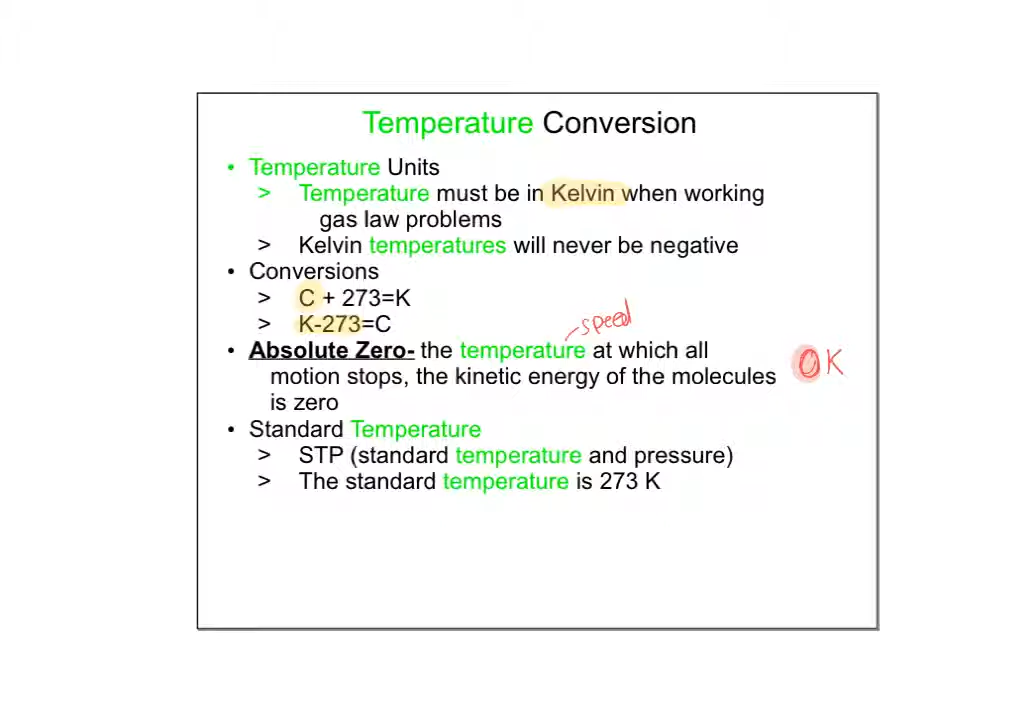 Temperature Conversion
• Temperature Units
> Temperature must be in Kelvin when working
gas law problems
> Kelvin temperatures will never be negative
• Conversions
> C + 273=K
> K-273=C
speed
• Absolute Zero- the temperature at which all
motion stops, the kinetic energy of the molecules
is zero
0 K
• Standard Temperature
> STP (standard temperature and pressure)
> The standard temperature is 273 K